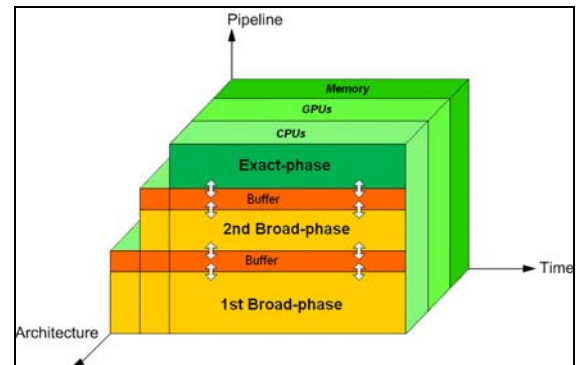 Pipeline
Memory
GPUs
CPUs
Exact-phase
Buffer
2nd Broad-phase
Buffer
Time
1st Broad-phase
Architecture